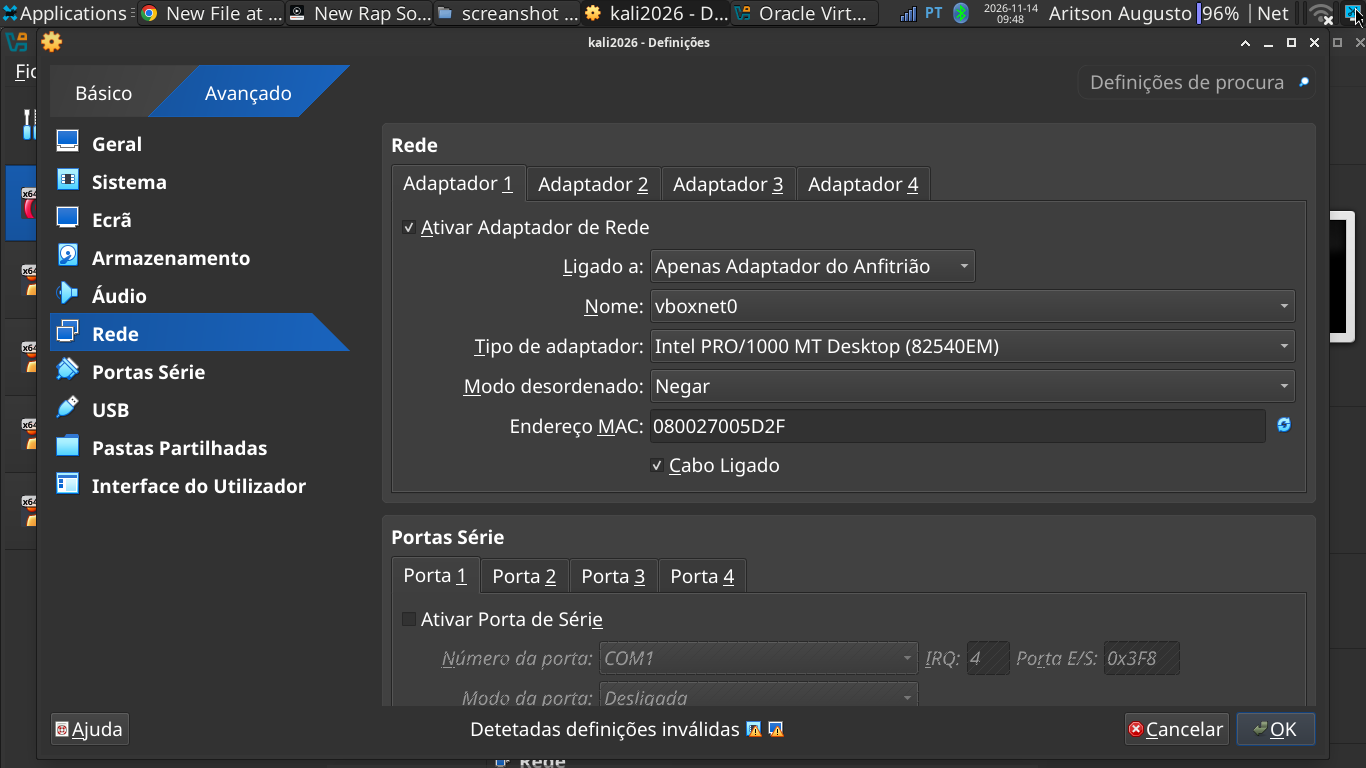 Applications New File at ... New Rap So... screanshot ... kali2026 - D... Oracle Virt... PT 2026-11-14 09:48 Aritson Augusto 96% Net
kali2026 - Definições
Básico
Avançado
Definições de procura
Geral
Sistema
Ecrã
Armazenamento
Áudio
Rede
Portas Série
USB
Pastas Partilhadas
Interface do Utilizador
Rede
Adaptador 1 Adaptador 2 Adaptador 3 Adaptador 4
Ativar Adaptador de Rede
Ligado a: Apenas Adaptador do Anfitrião
Nome: vboxnet0
Tipo de adaptador: Intel PRO/1000 MT Desktop (82540EM)
Modo desordenado: Negar
Endereço MAC: 080027005D2F
Cabo Ligado
Portas Série
Porta 1 Porta 2 Porta 3 Porta 4
Ativar Porta de Série
Número da porta: COM1 IRQ: 4 Porta E/S: 0x3F8
Modo da porta: Desligada
Ajuda Detetadas definições inválidas Cancelar OK
Rede